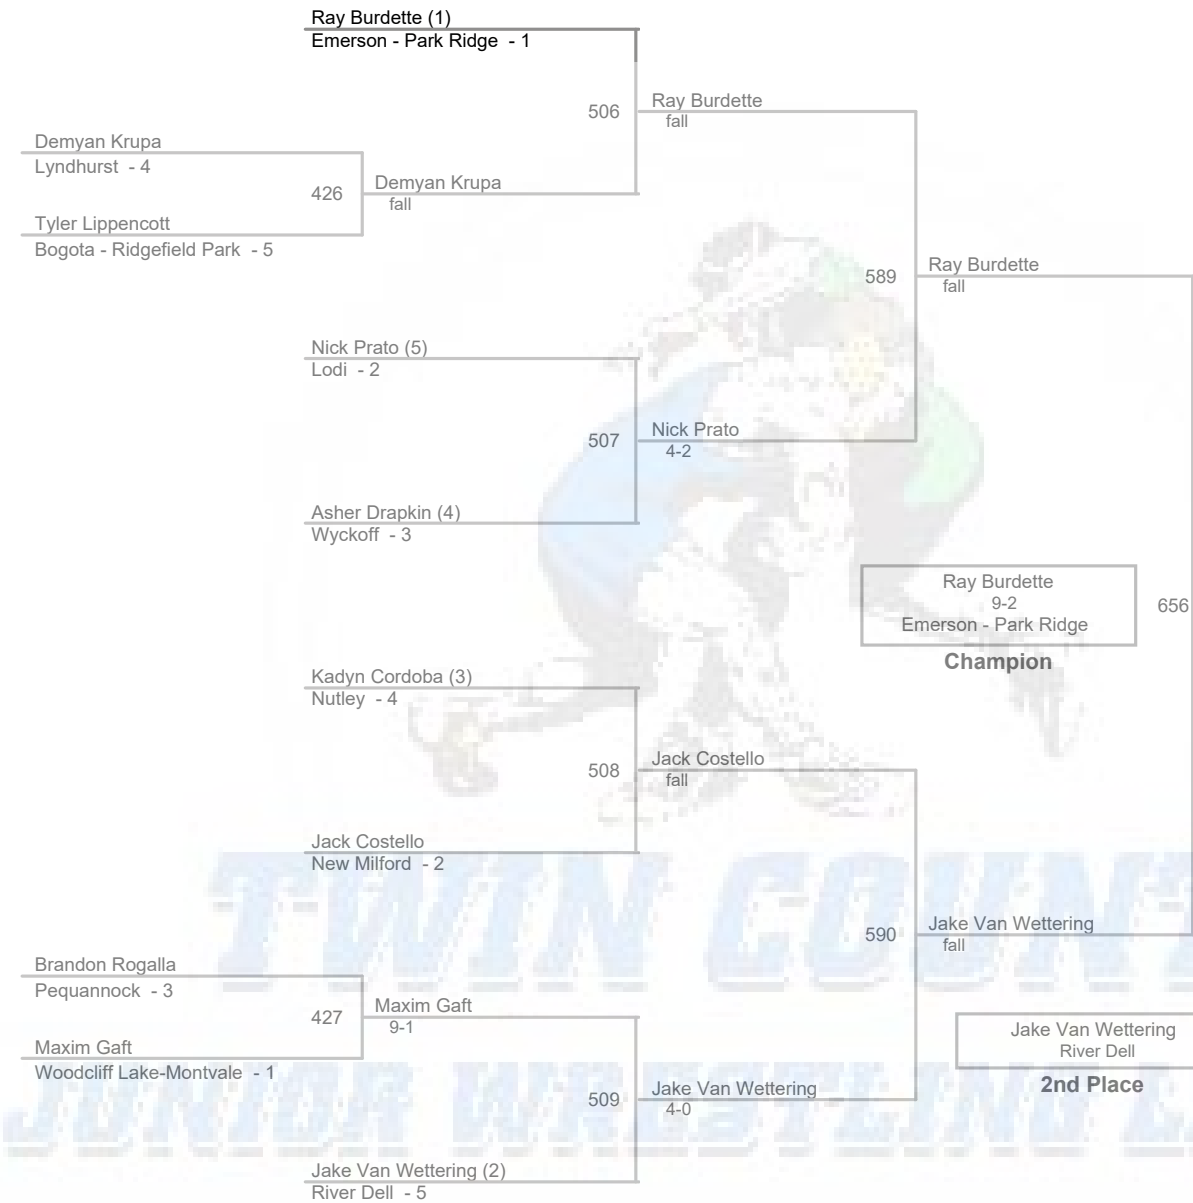 Ray Burdette (1)
Emerson - Park Ridge - 1
506
Ray Burdette
fall
Demyan Krupa
Lyndhurst - 4
426
Demyan Krupa
fall
Tyler Lippencott
Bogota - Ridgefield Park - 5
589
Ray Burdette
fall
Nick Prato (5)
Lodi - 2
507
Nick Prato
4-2
Asher Drapkin (4)
Wyckoff - 3
Ray Burdette
9-2
Emerson - Park Ridge
656
Champion
Kadyn Cordoba (3)
Nutley - 4
508
Jack Costello
fall
Jack Costello
New Milford - 2
TWIN COUNT
590
Jake Van Wettering
fall
Brandon Rogalla
Pequannock - 3
427
Maxim Gaft
9-1
Maxim Gaft
Woodcliff Lake-Montvale - 1
Jake Van Wettering
River Dell
2nd Place
JUNIOR WRESTLING L
509
Jake Van Wettering
4-0
Jake Van Wettering (2)
River Dell - 5